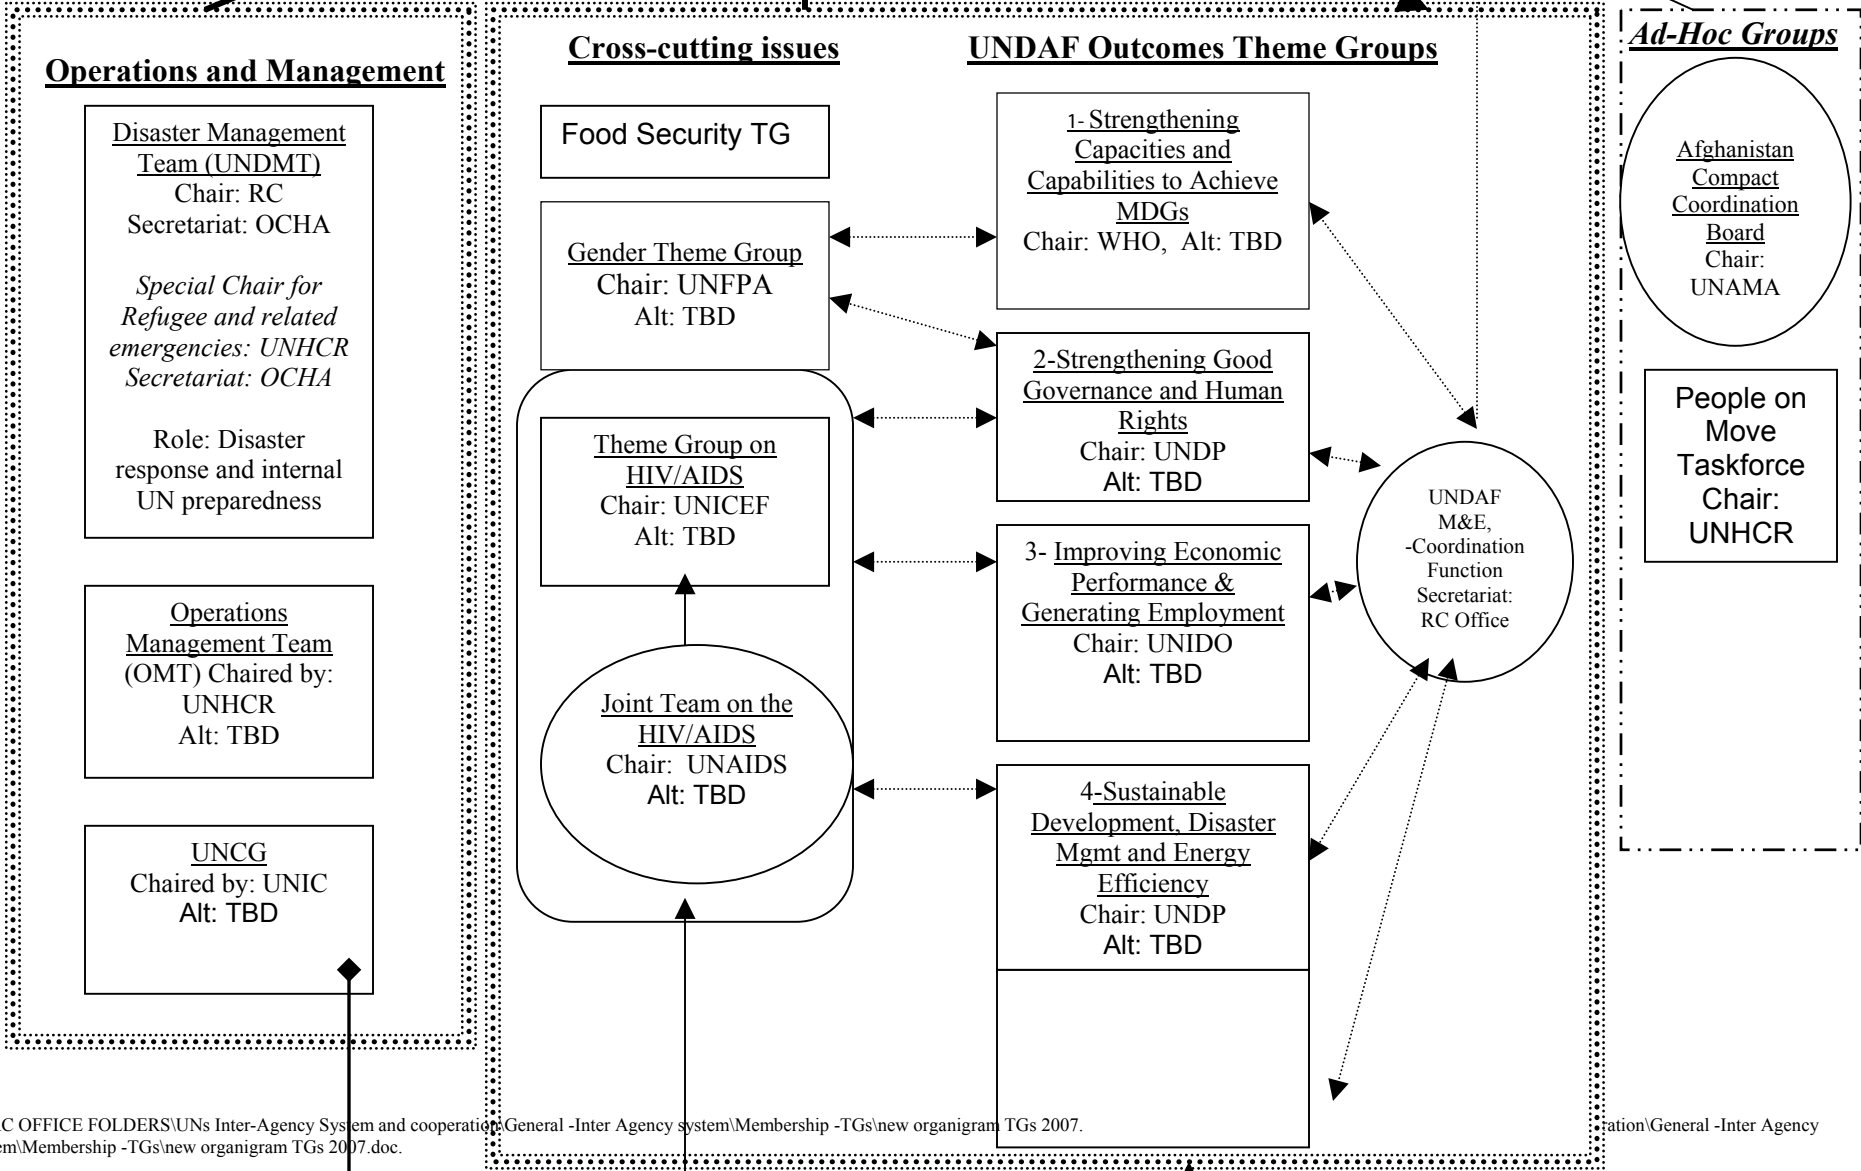 Operations and Management
Disaster Management
Team (UNDMT)
Chair: RC
Secretariat: OCHA
Special Chair for
Refugee and related
emergencies: UNHCR
Secretariat: OCHA
Role: Disaster
response and internal
UN preparedness
Operations
Management Team
(OMT) Chaired by:
UNHCR
Alt: TBD
UNCG
Chaired by: UNIC
Alt: TBD
Cross-cutting issues
Food Security TG
Gender Theme Group
Chair: UNFPA
Alt: TBD
Theme Group on
HIV/AIDS
Chair: UNICEF
Alt: TBD
Joint Team on the
HIV/AIDS
Chair:  UNAIDS
Alt: TBD
UNDAF Outcomes Theme Groups
1- Strengthening
Capacities and
Capabilities to Achieve
MDGs
Chair: WHO,  Alt: TBD
2-Strengthening Good
Governance and Human
Rights
Chair: UNDP
Alt: TBD
3- Improving Economic
Performance &
Generating Employment
Chair: UNIDO
Alt: TBD
4-Sustainable
Development, Disaster
Mgmt and Energy
Efficiency
Chair: UNDP
Alt: TBD
UNDAF
M&E,
-Coordination
Function
Secretariat:
RC Office
Ad-Hoc Groups
Afghanistan
Compact
Coordination
Board
Chair:
UNAMA
People on
Move
Taskforce
Chair:
UNHCR
C OFFICE FOLDERS\UNs Inter-Agency System and cooperation\General -Inter Agency system\Membership -TGs\new organigram TGs 2007.
ation\General -Inter Agency
em\Membership -TGs\new organigram TGs 2007.doc.